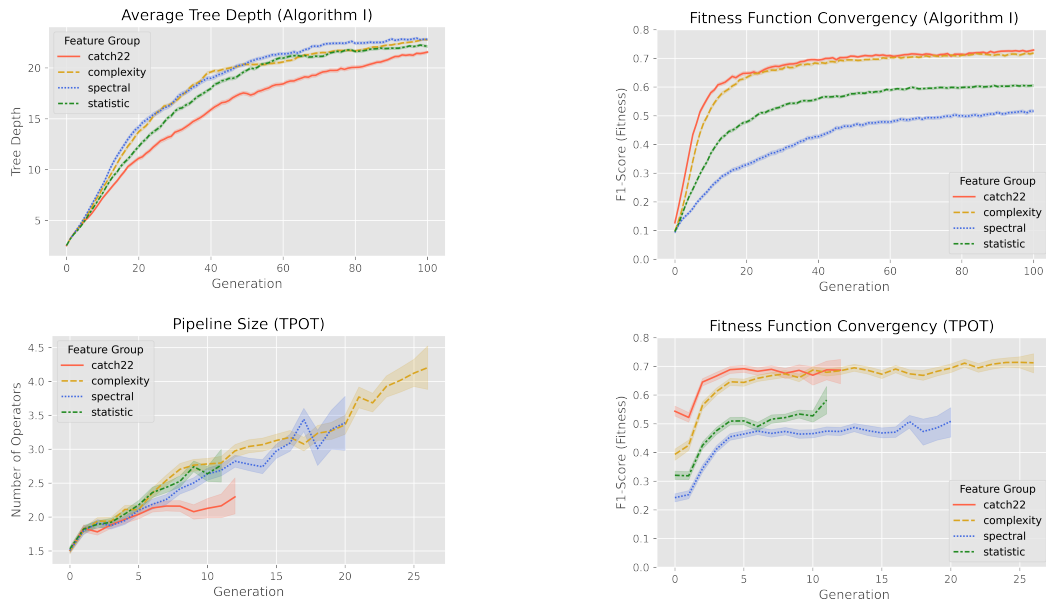 Average Tree Depth (Algorithm I)
Feature Group
catch22
complexity
spectral
statistic
20
15
10
5
Tree Depth
0 20 40 60 80 100
Generation
Fitness Function Convergency (Algorithm I)
0.8
0.7
0.6
0.5
0.4
0.3
0.2
0.1
0.0
F1-Score (Fitness)
Feature Group
catch22
complexity
spectral
statistic
0 20 40 60 80 100
Generation
Pipeline Size (TPOT)
Feature Group
catch22
complexity
spectral
statistic
4.5
4.0
3.5
3.0
2.5
2.0
1.5
Number of Operators
0 5 10 15 20 25
Generation
Fitness Function Convergency (TPOT)
0.8
0.7
0.6
0.5
0.4
0.3
0.2
0.1
0.0
F1-Score (Fitness)
Feature Group
catch22
complexity
spectral
statistic
0 5 10 15 20 25
Generation